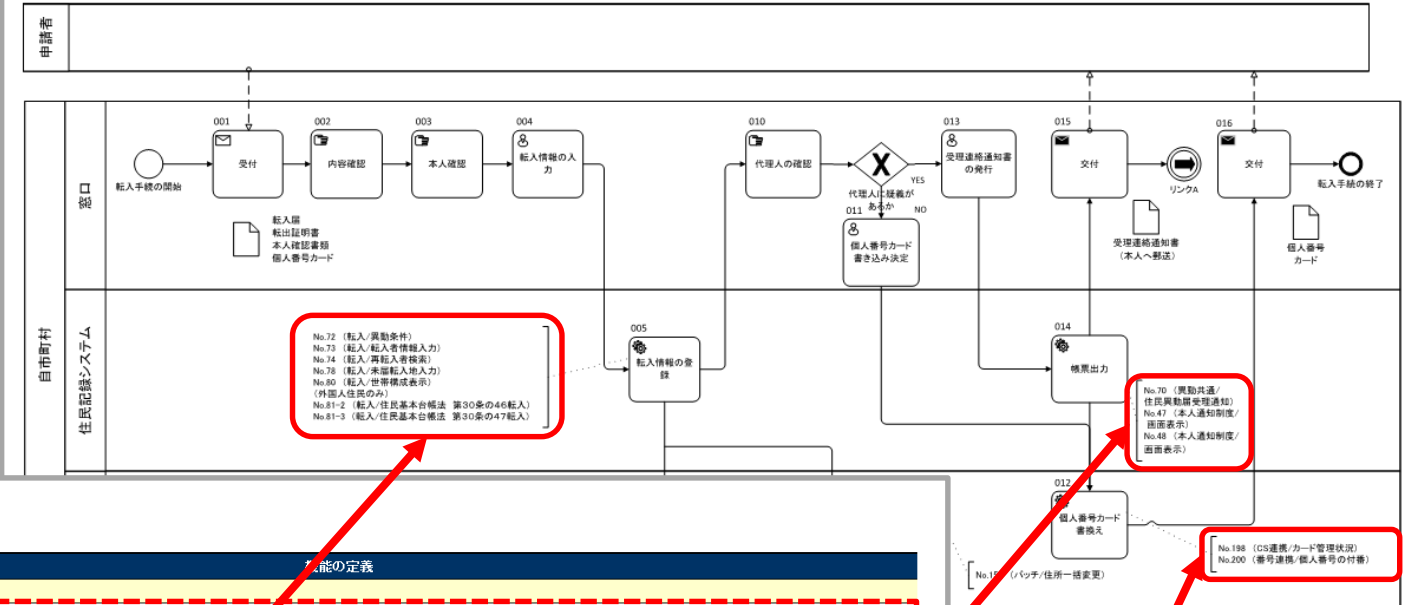 申請者
自市町村
窓口
001
受付
002
内容確認
003
本人確認
004
転入情報の入
力
010
代理人の確認
013
受理連絡通知書
の発行
015
交付
016
交付
転入手続の開始
代理人に疑義が
あるか
YES
NO
リンクA
転入手続の終了
転入届
転出証明書
本人確認書類
個人番号カード
011
個人番号カード
書き込み決定
受理連絡通知書
(本人へ郵送)
個人番号
カード
住民記録システム
No.72 (転入/異動条件)
No.73 (転入/転入者情報入力)
No.74 (転入/再転入者検索)
No.78 (転入/未届転入地入力)
No.80 (転入/世帯構成表示)
(外国人住民のみ)
No.81-2 (転入/住民基本台帳法 第30条の46転入)
No.81-3 (転入/住民基本台帳法 第30条の47転入)
005
転入情報の登
録
014
帳票出力
No.70 (異動共通/
住民異動届受理通知)
No.47 (本人通知制度/
画面表示)
No.48 (本人通知制度/
画面表示)
012
個人番号カード
書換え
No.198 (CS連携/カード管理状況)
No.200 (番号連携/個人番号の付番)
(バッチ/住所一括変更)
能の定義